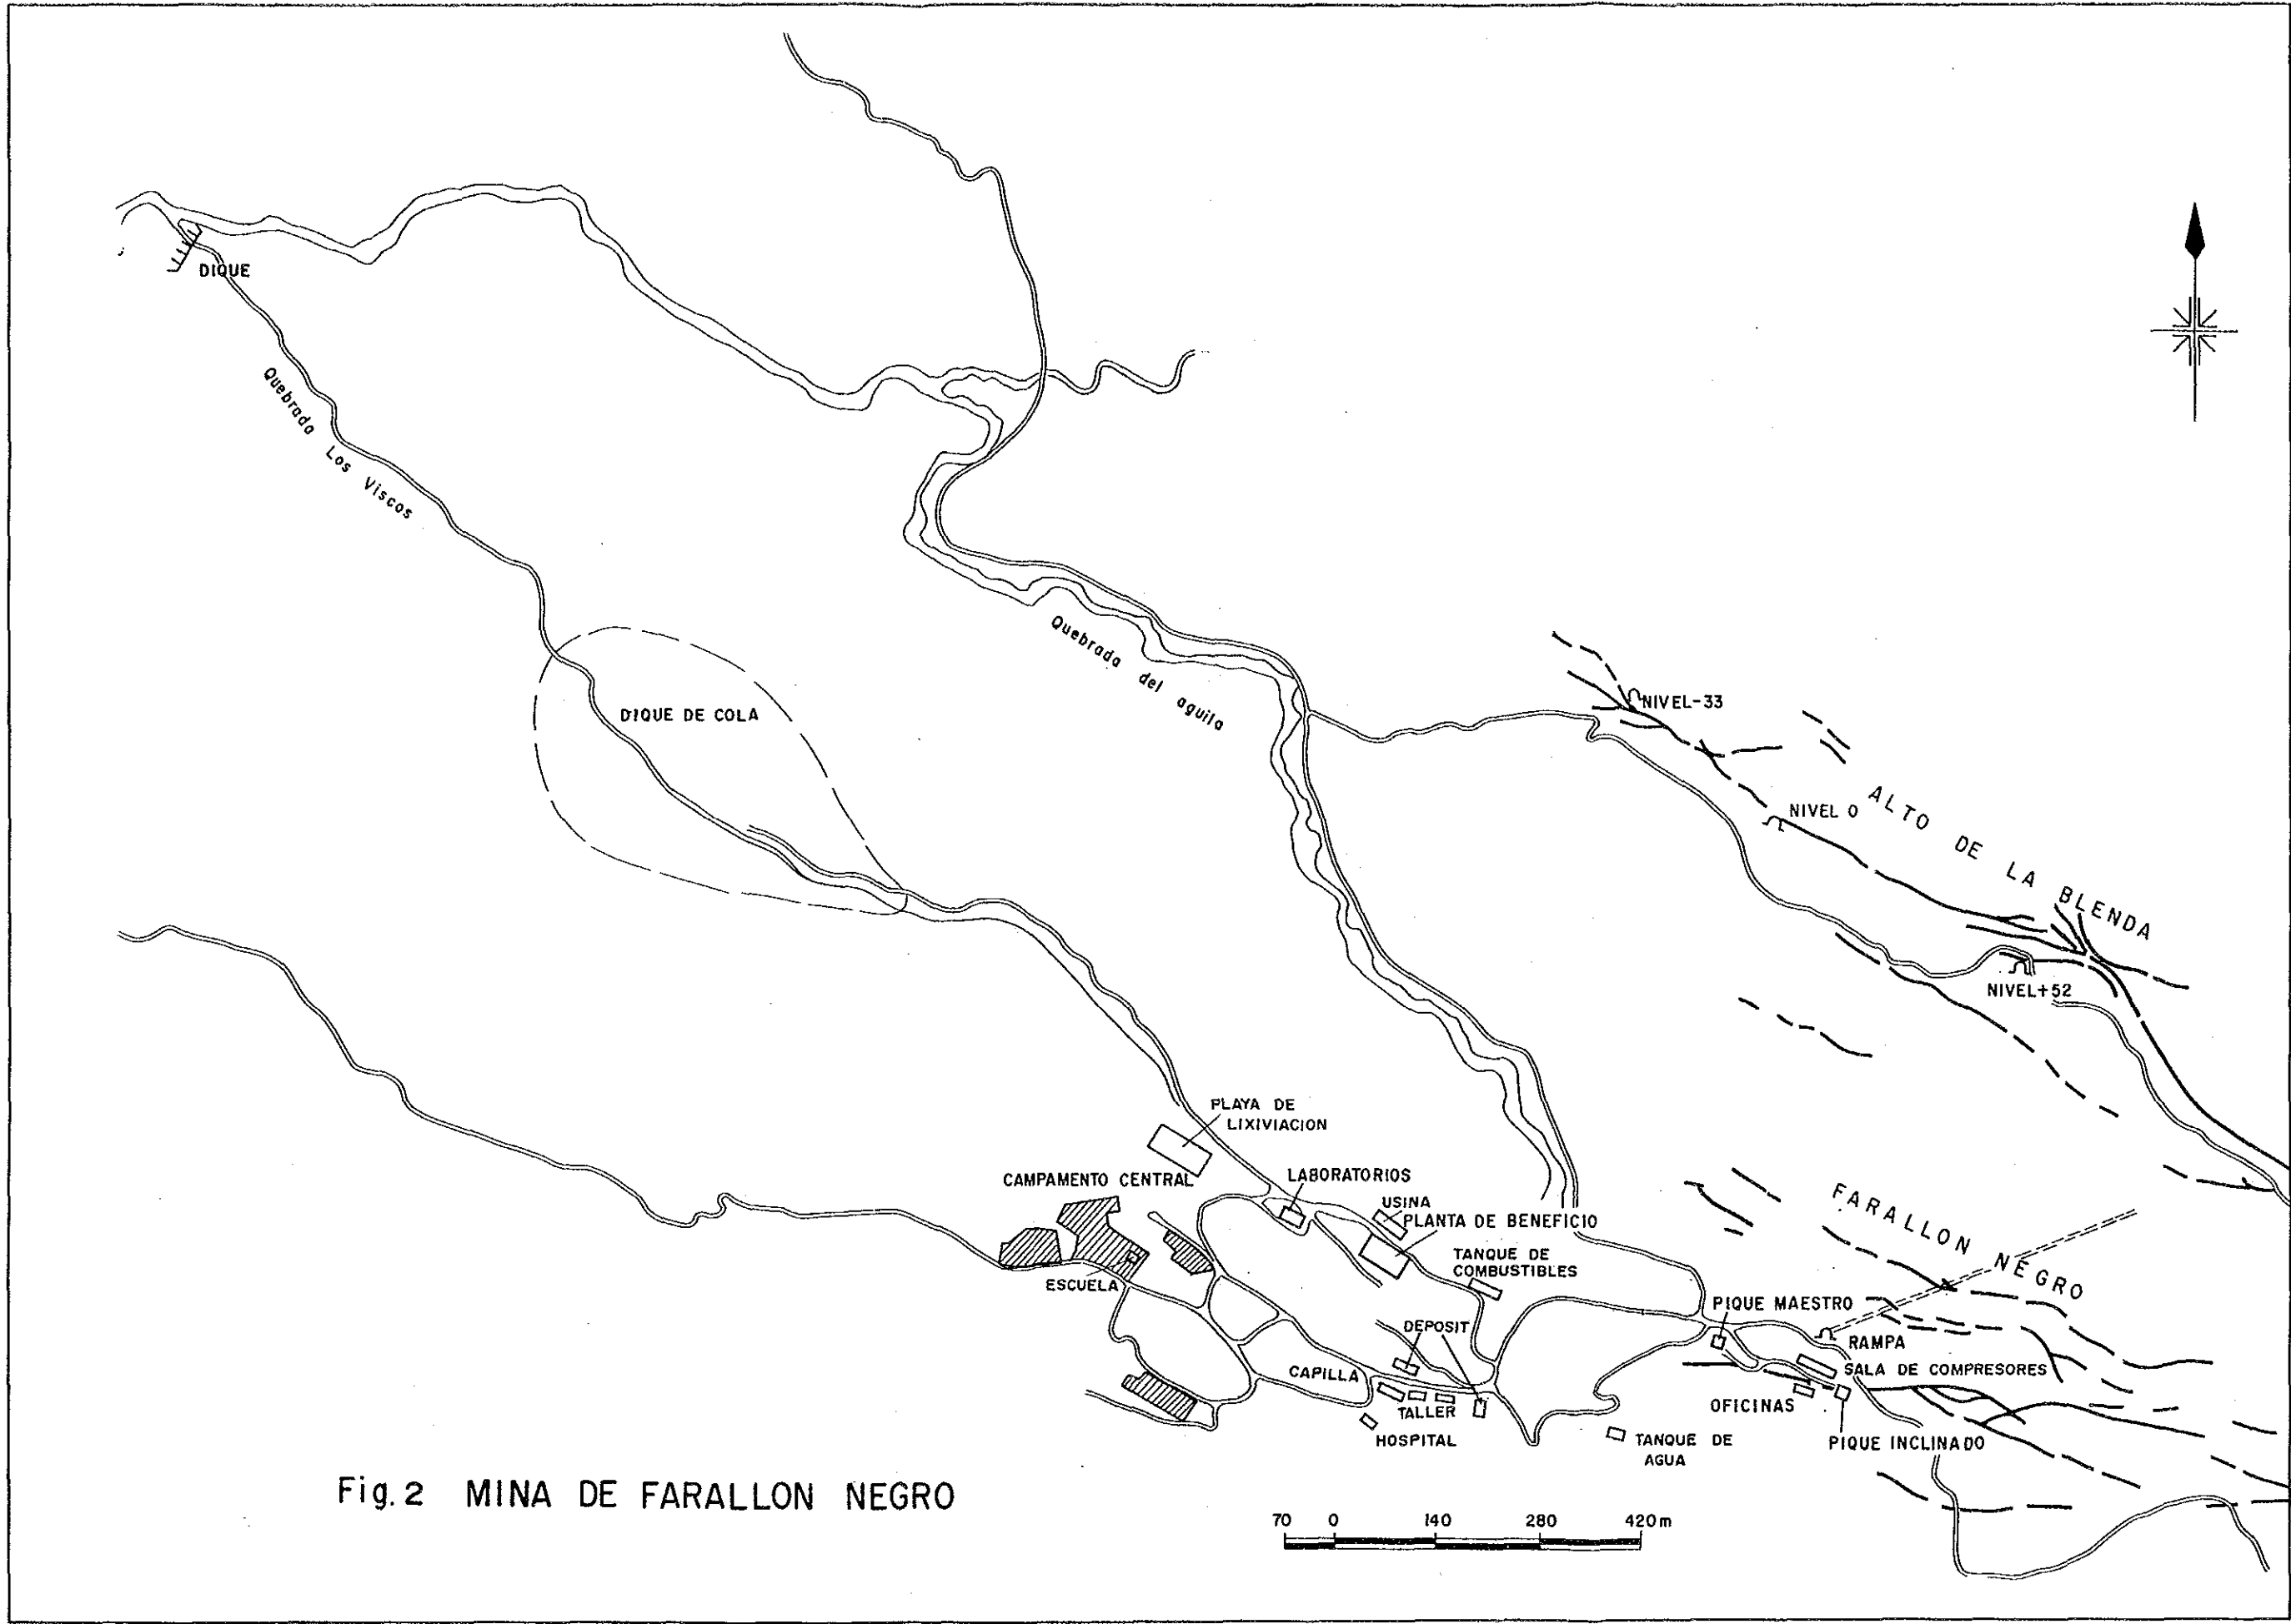 DIQUE
Quebrada Los Viscos
DIQUE DE COLA
Quebrada del aguila
NIVEL-33
NIVEL 0
ALTO DE LA BLENDA
NIVEL+52
PLAYA DE
LIXIVIACION
CAMPAMENTO CENTRAL
LABORATORIOS
USINA
PLANTA DE BENEFICIO
TANQUE DE
COMBUSTIBLES
ESCUELA
FARALLON NEGRO
PIQUE MAESTRO
DEPOSIT
RAMPA
SALA DE COMPRESORES
CAPILLA
TALLER
OFICINAS
HOSPITAL
TANQUE DE
AGUA
PIQUE INCLINADO
Fig. 2 MINA DE FARALLON NEGRO
70 0 140 280 420m